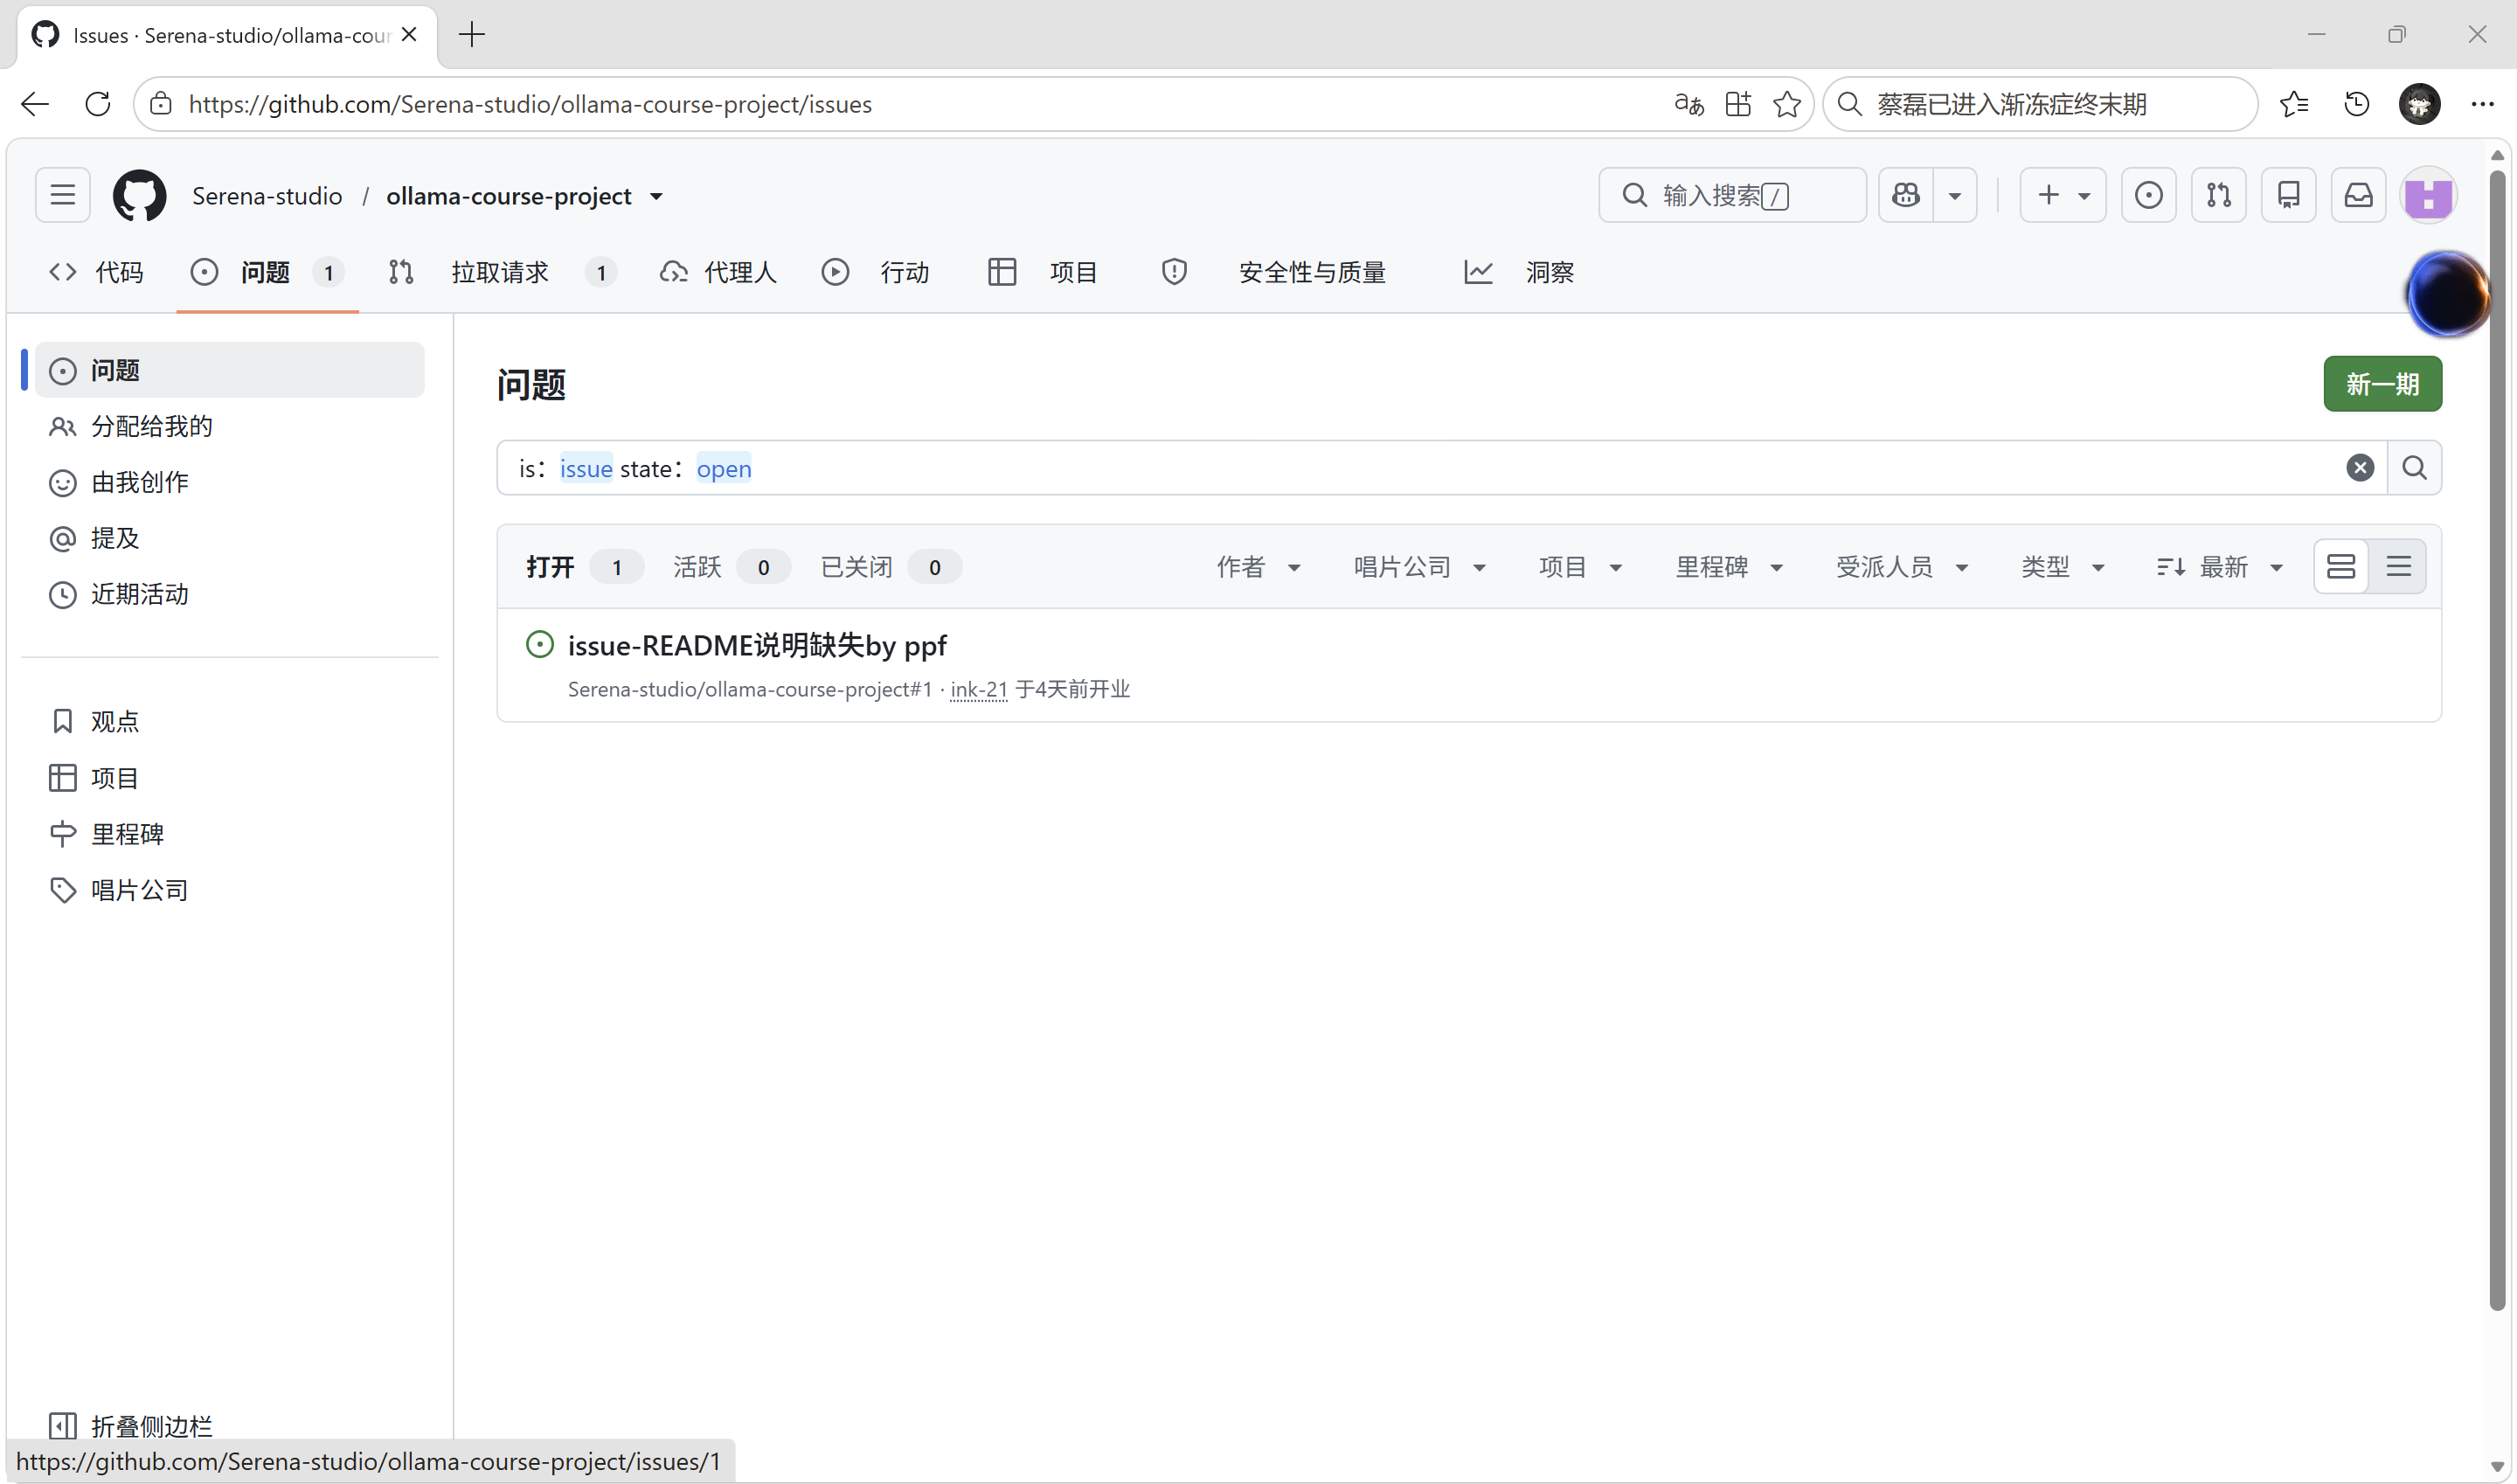 Issues · Serena-studio/ollama-cour
https://github.com/Serena-studio/ollama-course-project/issues
蔡磊已进入渐冻症终末期
Serena-studio / ollama-course-project
输入搜索 /
代码
问题 1
拉取请求 1
代理人
行动
项目
安全性与质量
洞察
问题
分配给我的
由我创作
提及
近期活动
观点
项目
里程碑
唱片公司
折叠侧边栏
问题
新一期
is：issue state：open
打开 1 活跃 0 已关闭 0 作者 唱片公司 项目 里程碑 受派人员 类型 最新
issue-README说明缺失by ppf
Serena-studio/ollama-course-project#1 · ink-21 于4天前开业
https://github.com/Serena-studio/ollama-course-project/issues/1